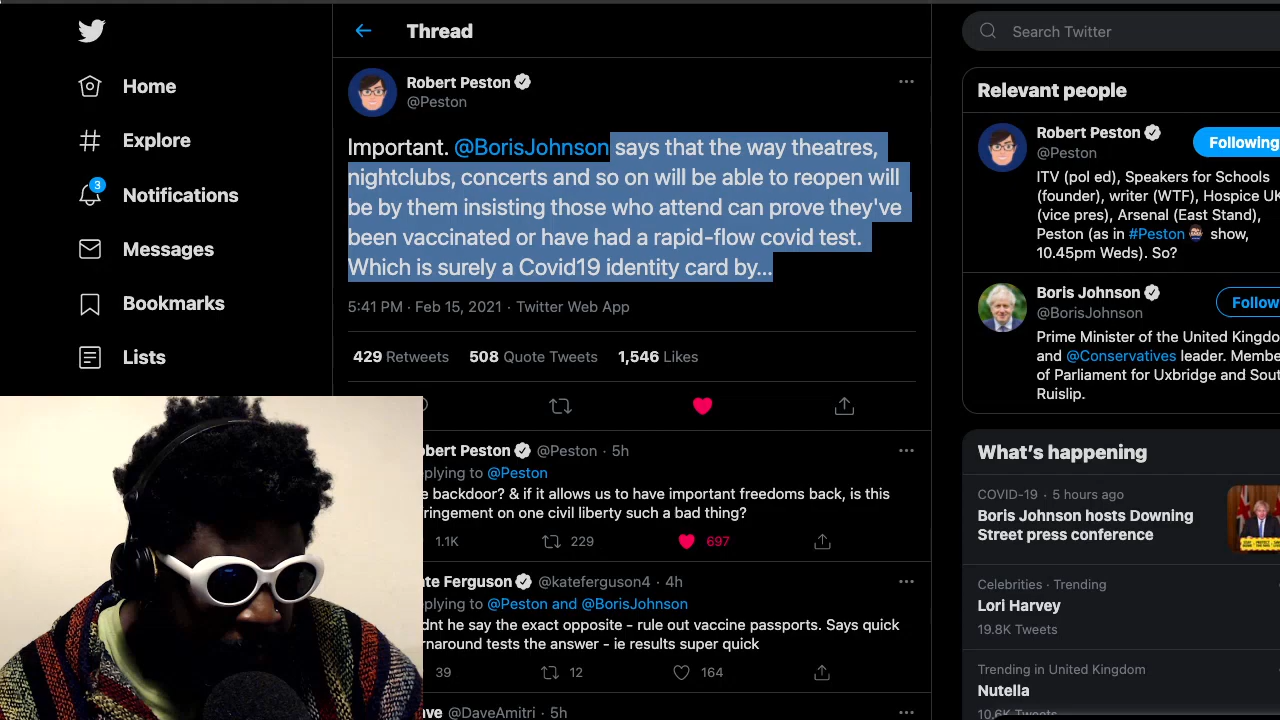 Home
Explore
3
Notifications
Messages
Bookmarks
Lists
Thread
Robert Peston
@Peston
Important. @BorisJohnson says that the way theatres,
nightclubs, concerts and so on will be able to reopen will
be by them insisting those who attend can prove they've
been vaccinated or have had a rapid-flow covid test.
Which is surely a Covid19 identity card by...
5:41 PM · Feb 15, 2021 · Twitter Web App
429 Retweets 508 Quote Tweets 1,546 Likes
bert Peston @Peston · 5h
plying to @Peston
e backdoor? & if it allows us to have important freedoms back, is this
ringement on one civil liberty such a bad thing?
1.1K 229 697
te Ferguson @kateferguson4 · 4h
plying to @Peston and @BorisJohnson
dnt he say the exact opposite - rule out vaccine passports. Says quick
rnaround tests the answer - ie results super quick
39 12 164
ve @DaveAmitri · 5h
Search Twitter
Relevant people
Robert Peston
@Peston
Following
ITV (pol ed), Speakers for Schools
(founder), writer (WTF), Hospice UK
(vice pres), Arsenal (East Stand),
Peston (as in #Peston show,
10.45pm Weds). So?
Boris Johnson
@BorisJohnson
Follow
Prime Minister of the United Kingdo
and @Conservatives leader. Membe
of Parliament for Uxbridge and Sout
Ruislip.
What's happening
COVID-19 · 5 hours ago
Boris Johnson hosts Downing
Street press conference
Celebrities · Trending
Lori Harvey
19.8K Tweets
Trending in United Kingdom
Nutella
10.6K Tweets